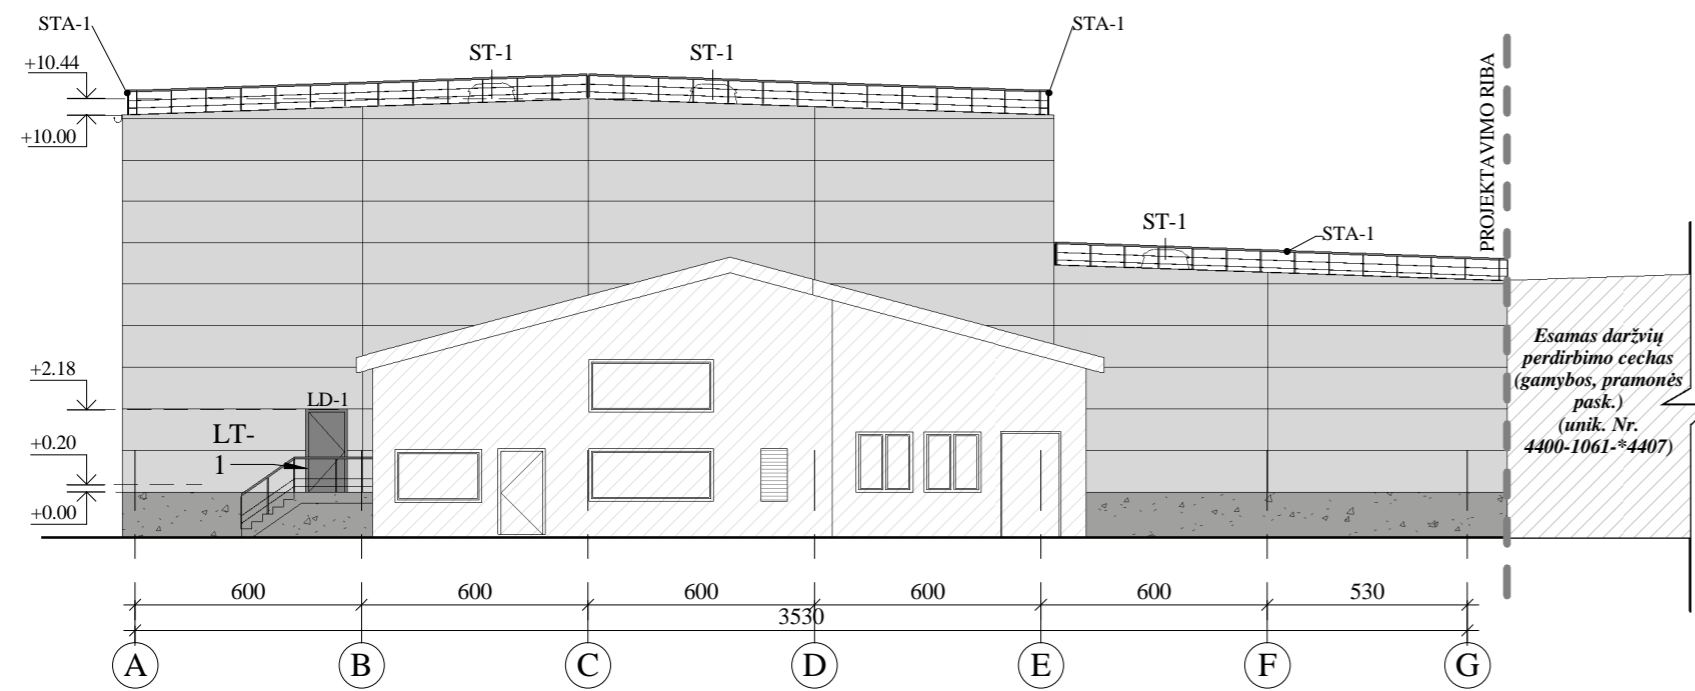 STA-1
STA-1
ST-1
ST-1
+10.44
+10.00
PROJEKTAVIMO RIBA
ST-1
STA-1
Esamas daržvių
perdirbimo cechas
(gamybos, pramonės
pask.)
(unik. Nr.
4400-1061-*4407)
+2.18
LD-1
LT-
1
+0.20
+0.00
600
600
600
600
600
530
3530
A
B
C
D
E
F
G